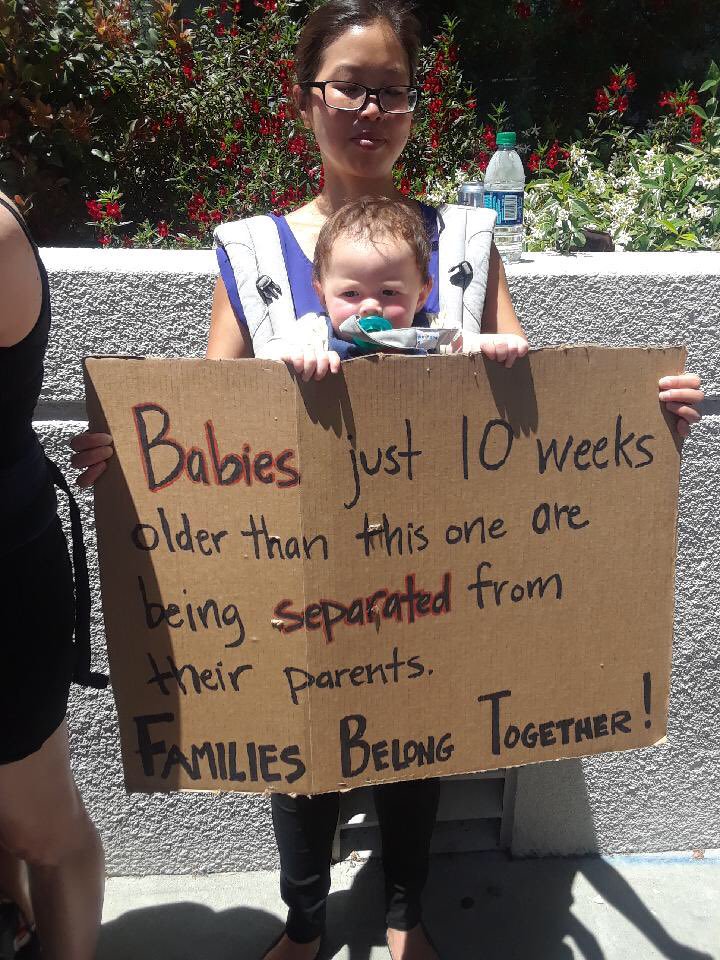 Babies just 10 weeks
older than this one are
being separated from
their parents.
FAMILIES BELONG TOGETHER!